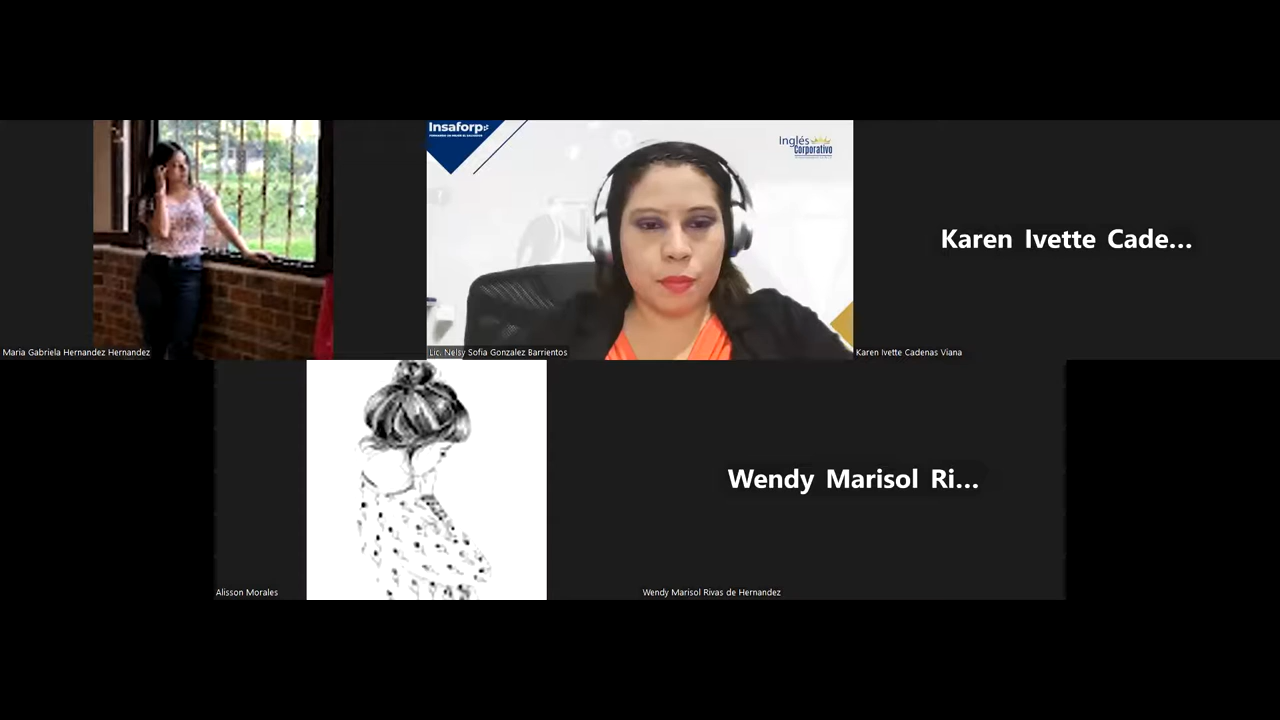 Insaforp
Inglés
Corporativo
Karen Ivette Cade...
Maria Gabriela Hernandez Hernandez
Lic. Nelsy Sofia Gonzalez Barrientos
Karen Ivette Cadenas Viana
Wendy Marisol Ri...
Alisson Morales
Wendy Marisol Rivas de Hernandez